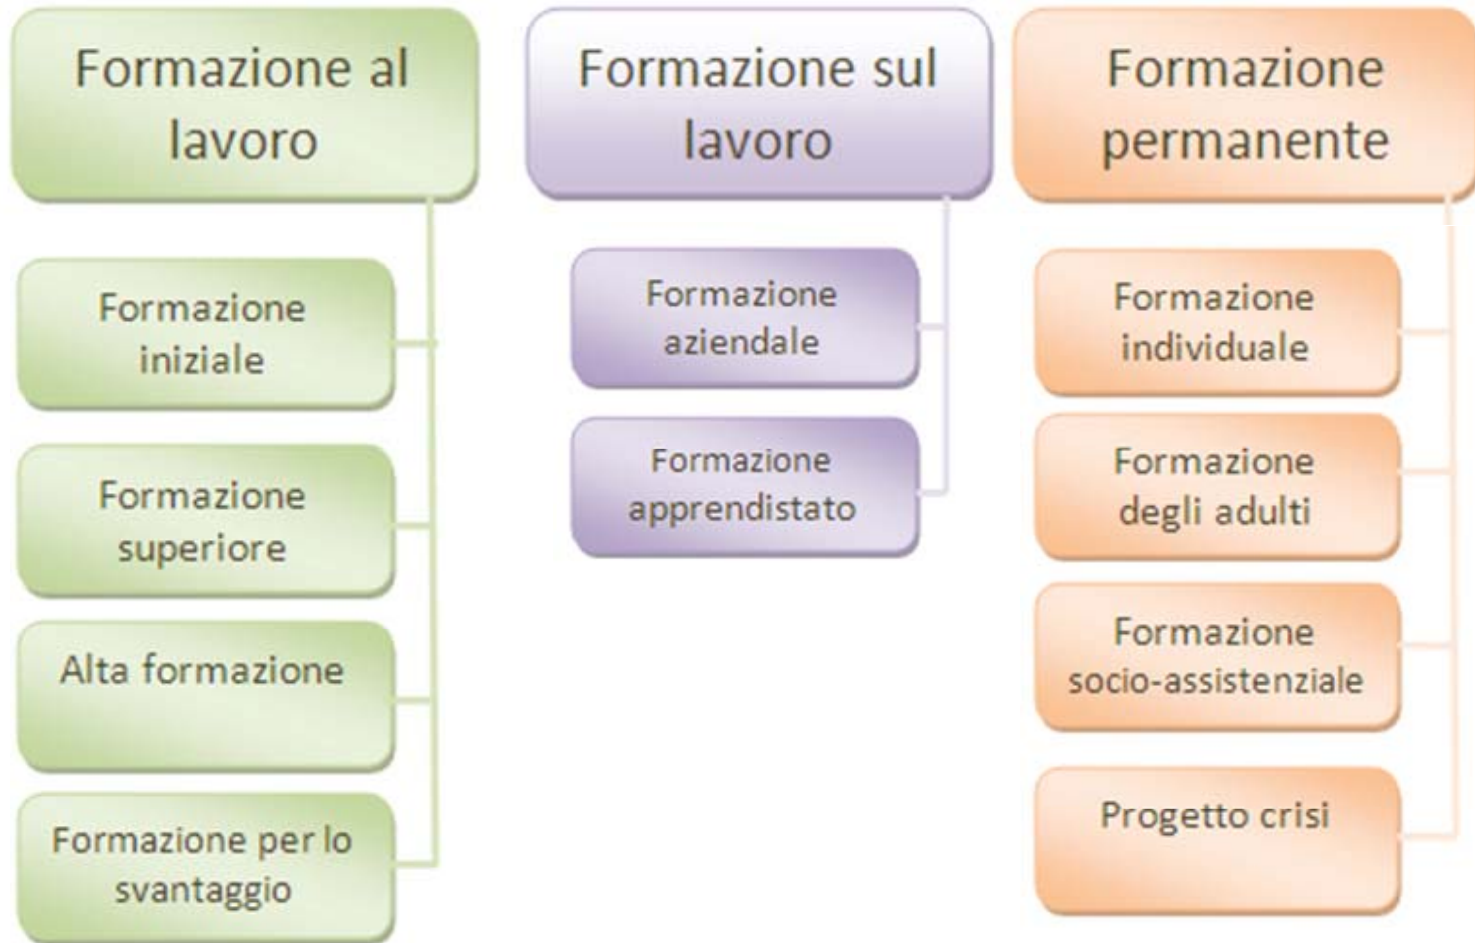 Formazione al
lavoro
Formazione
iniziale
Formazione
superiore
Alta formazione
Formazione per lo
svantaggio
Formazione sul
lavoro
Formazione
aziendale
Formazione
apprendistato
Formazione
permanente
Formazione
individuale
Formazione
degli adulti
Formazione
socio-assistenziale
Progetto crisi